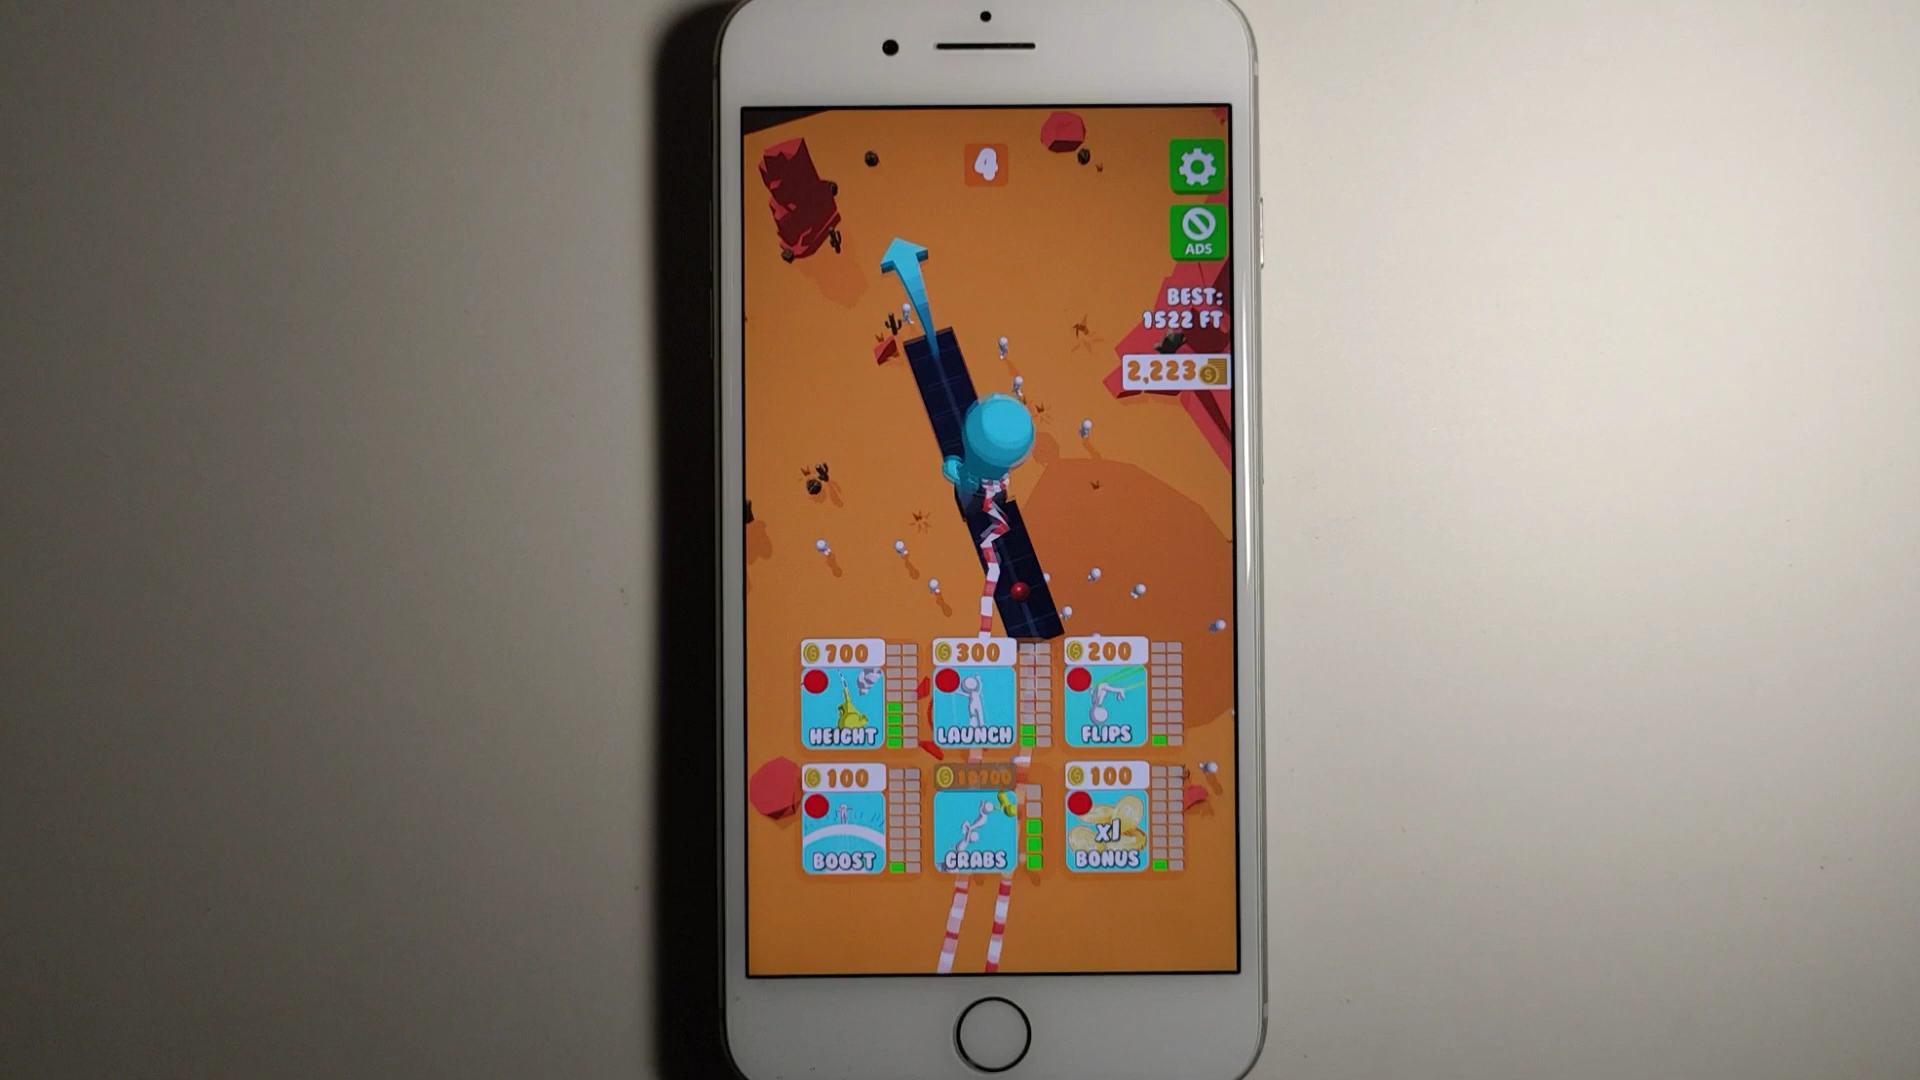 4
ADS
BEST:
1522 FT
2,223
700
300
200
HEIGHT
LAUNCH
FLIPS
100
10700
100
x1
BOOST
GRABS
BONUS